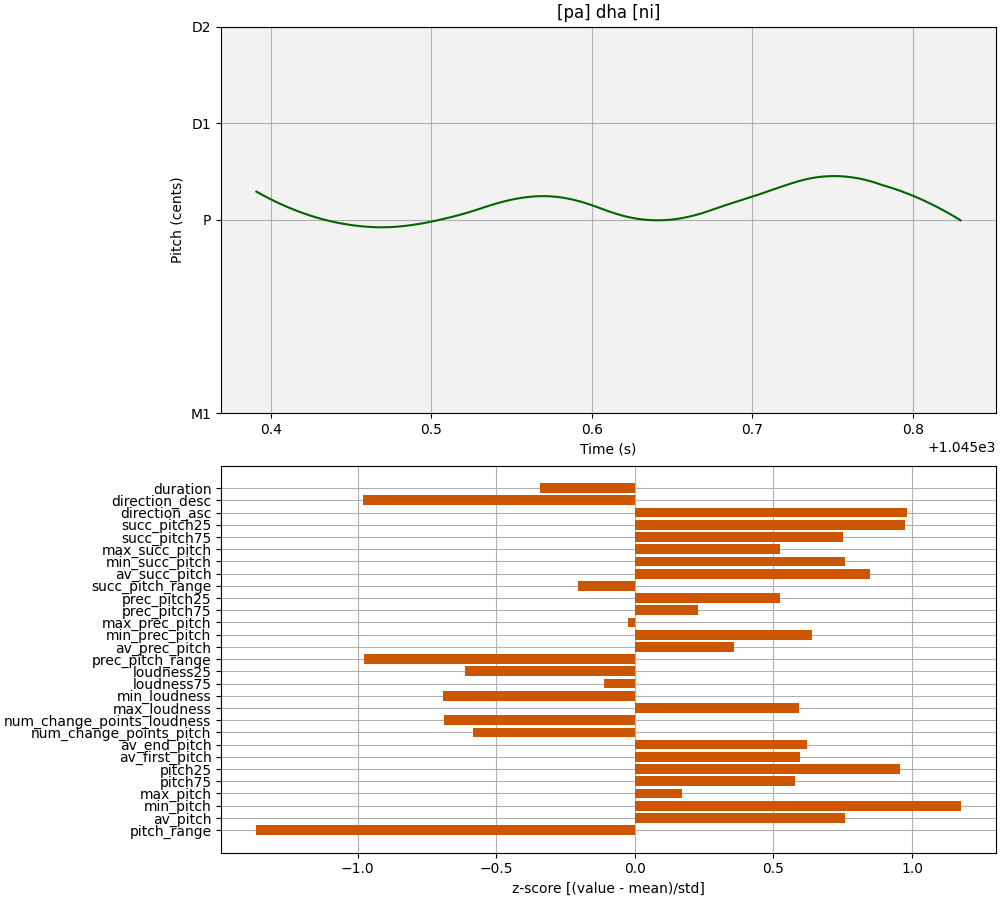 [pa] dha [ni]
D2
D1
P
M1
Pitch (cents)
0.4 0.5 0.6 0.7 0.8
Time (s)
+1.045e3
duration
direction_desc
direction_asc
succ_pitch25
succ_pitch75
max_succ_pitch
min_succ_pitch
av_succ_pitch
succ_pitch_range
prec_pitch25
prec_pitch75
max_prec_pitch
min_prec_pitch
av_prec_pitch
prec_pitch_range
loudness25
loudness75
min_loudness
max_loudness
num_change_points_loudness
num_change_points_pitch
av_end_pitch
av_first_pitch
pitch25
pitch75
max_pitch
min_pitch
av_pitch
pitch_range
−1.0 −0.5 0.0 0.5 1.0
z-score [(value - mean)/std]